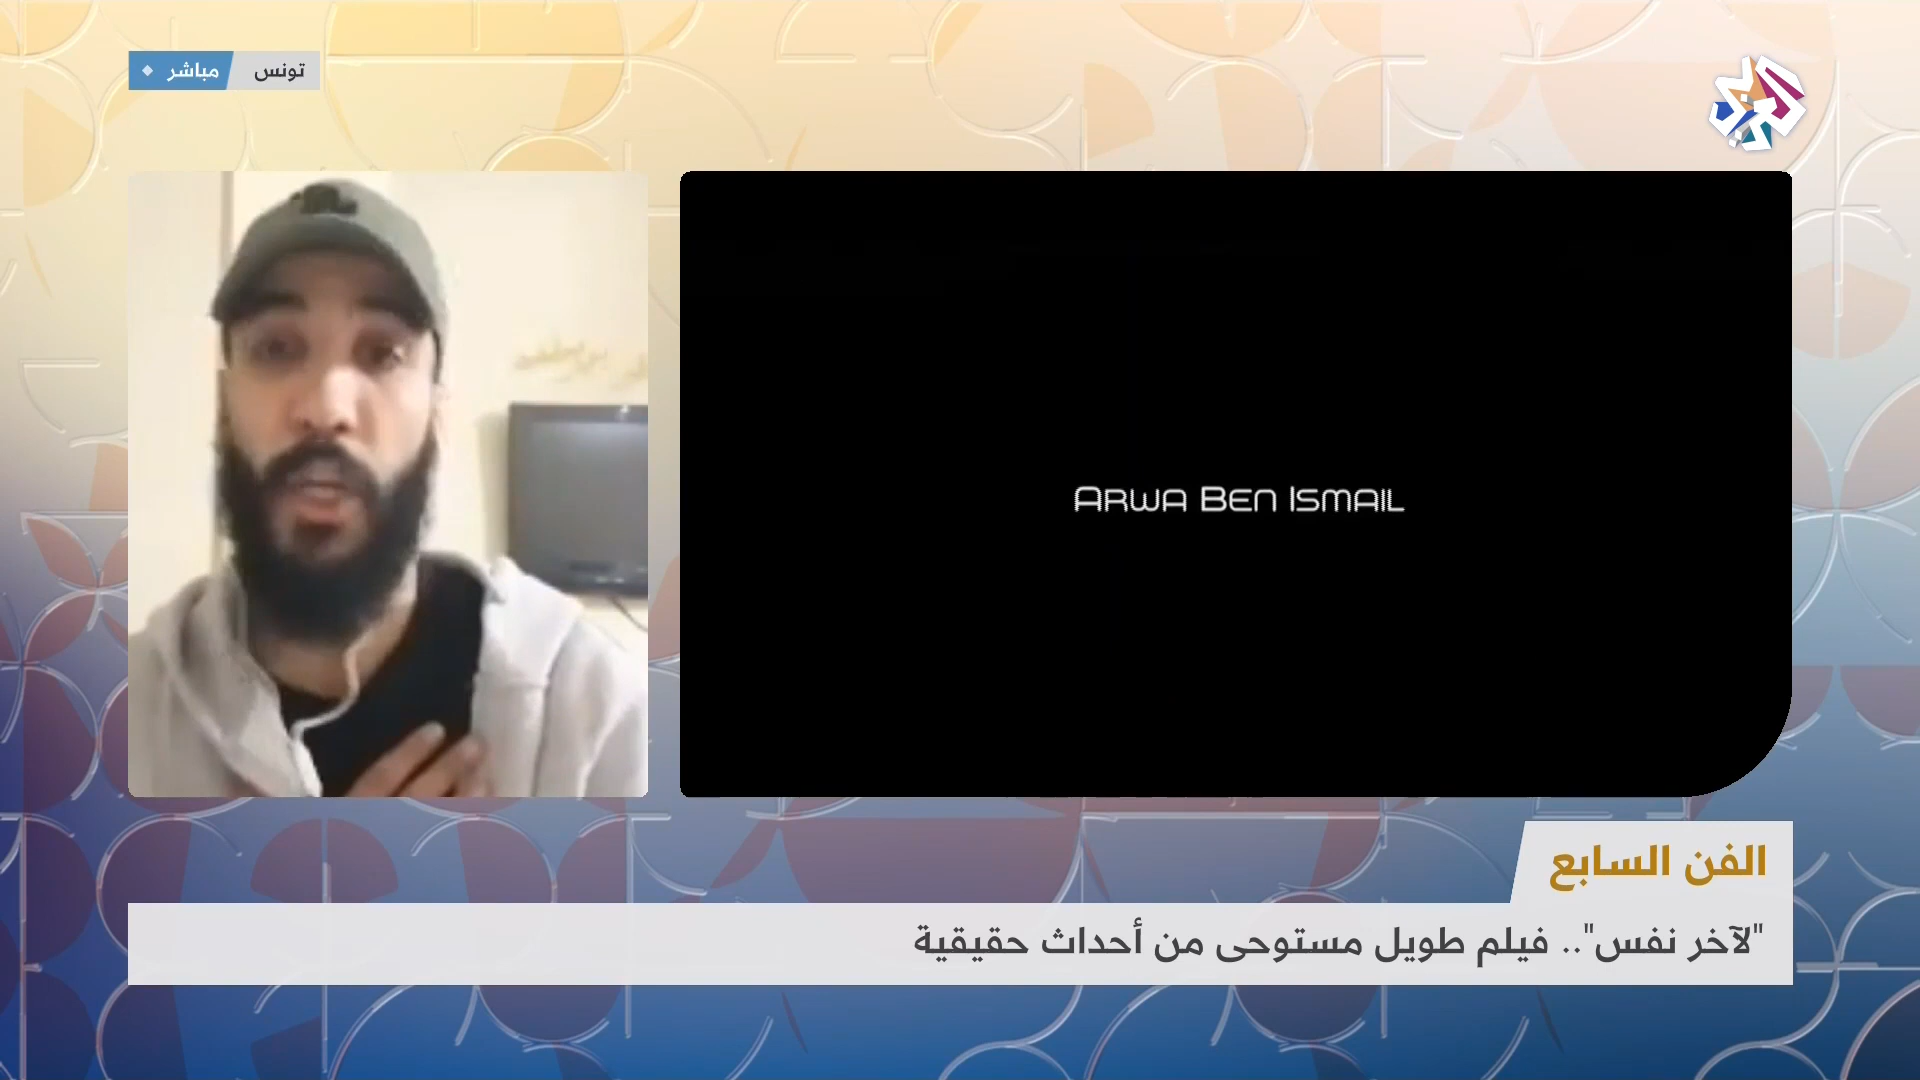 تونس مباشر
ARWA BEN ISMAIL
الفن السابع
"لآخر نفس".. فيلم طويل مستوحى من أحداث حقيقية